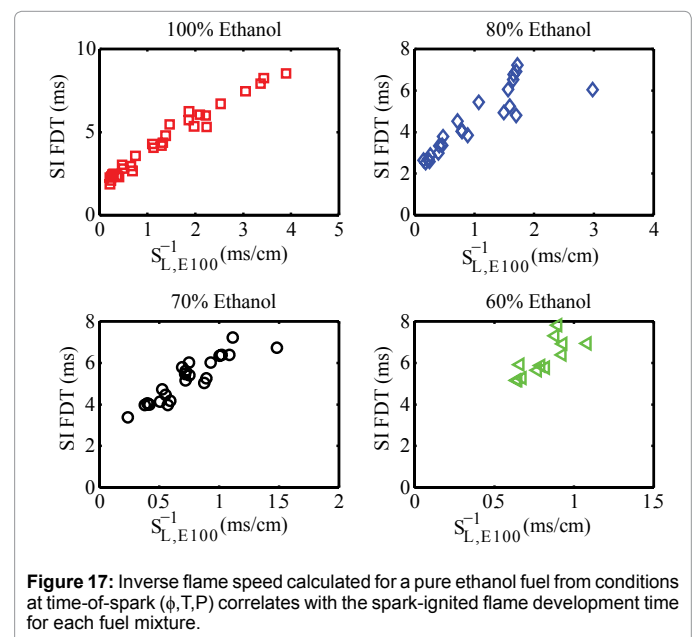 100% Ethanol
10
5
0
SI FDT (ms)
0 1 2 3 4 5
S⁻¹L,E100 (ms/cm)
80% Ethanol
8
6
4
2
0
SI FDT (ms)
0 1 2 3 4
S⁻¹L,E100 (ms/cm)
70% Ethanol
8
6
4
2
0
SI FDT (ms)
0 0.5 1 1.5 2
S⁻¹L,E100 (ms/cm)
60% Ethanol
8
6
4
2
0
SI FDT (ms)
0 0.5 1 1.5
S⁻¹L,E100 (ms/cm)
Figure 17: Inverse flame speed calculated for a pure ethanol fuel from conditions
at time-of-spark (ϕ,T,P) correlates with the spark-ignited flame development time
for each fuel mixture.